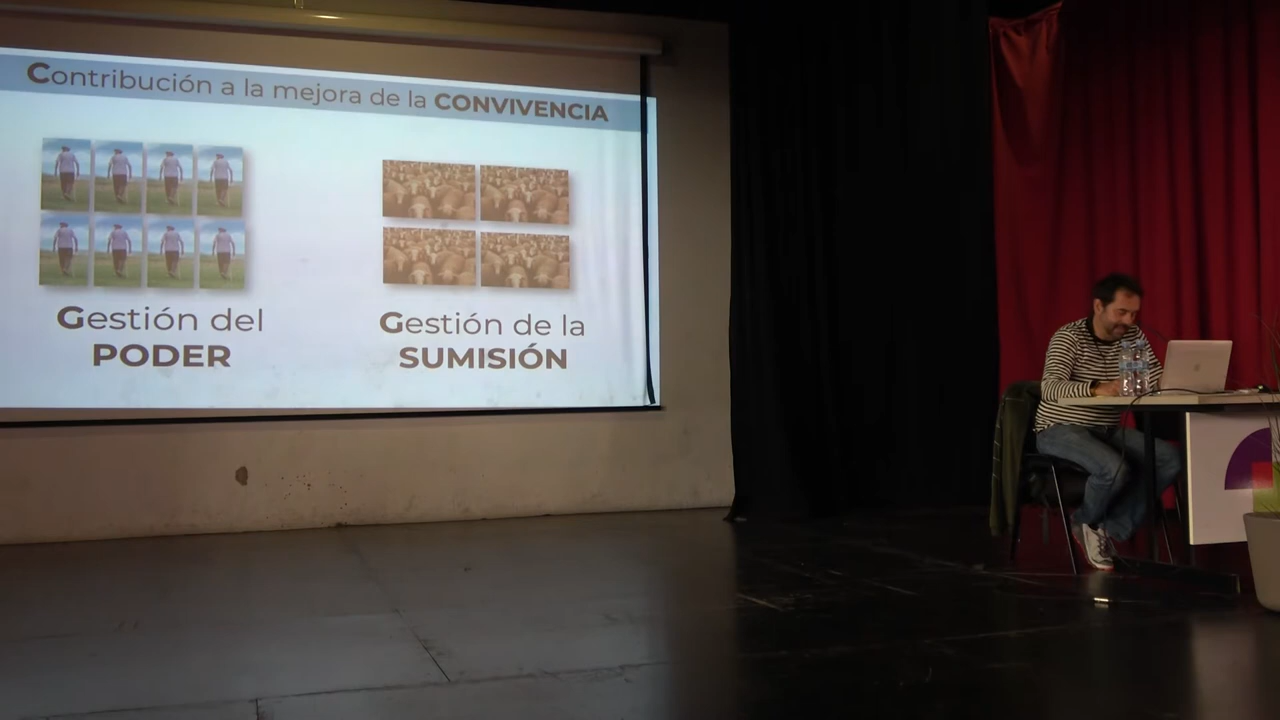 Contribución a la mejora de la CONVIVENCIA
Gestión del
PODER
Gestión de la
SUMISIÓN